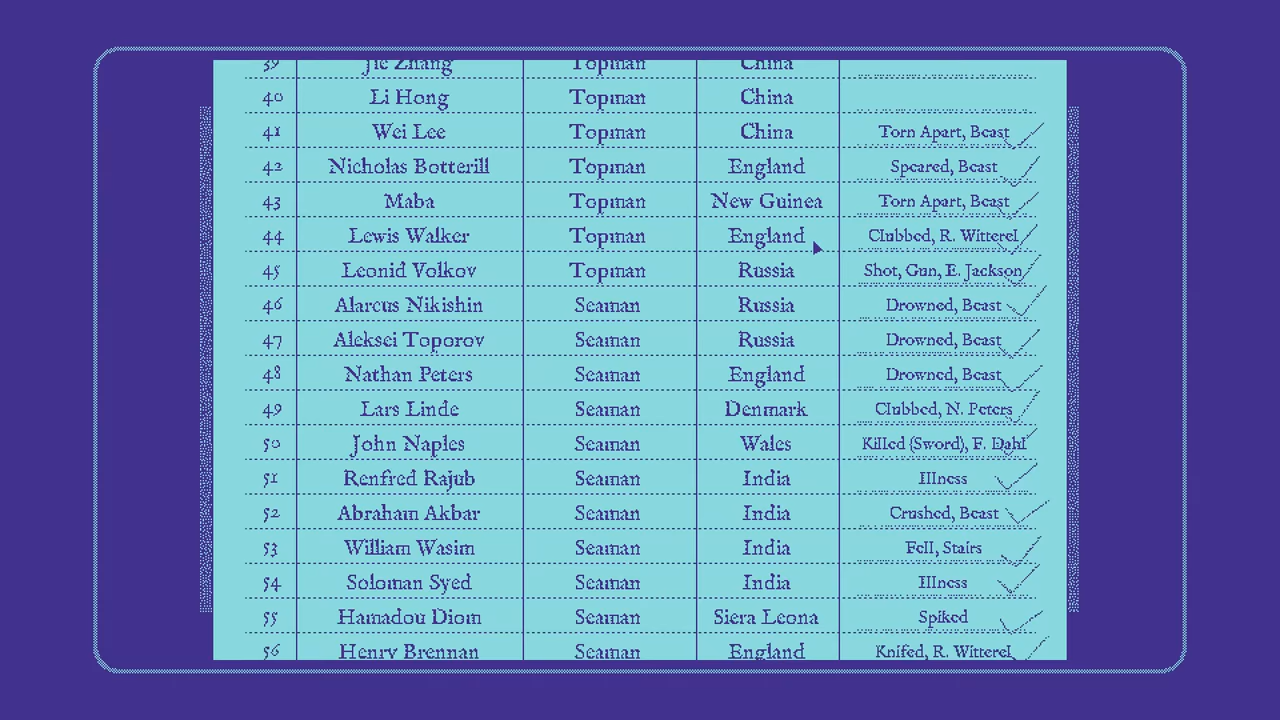 39 Jie Zhang Topman China
40 Li Hong Topman China
41 Wei Lee Topman China Torn Apart, Beast
42 Nicholas Botterill Topman England Speared, Beast
43 Maba Topman New Guinea Torn Apart, Beast
44 Lewis Walker Topman England Clubbed, R. Witterel
45 Leonid Volkov Topman Russia Shot, Gun, E. Jackson
46 Alarcus Nikishin Seaman Russia Drowned, Beast
47 Aleksei Toporov Seaman Russia Drowned, Beast
48 Nathan Peters Seaman England Drowned, Beast
49 Lars Linde Seaman Denmark Clubbed, N. Peters
50 John Naples Seaman Wales Killed (Sword), F. Dahl
51 Renfred Rajub Seaman India Illness
52 Abraham Akbar Seaman India Crushed, Beast
53 William Wasim Seaman India Fell, Stairs
54 Soloman Syed Seaman India Illness
55 Hamadou Diom Seaman Siera Leona Spiked
56 Henry Brennan Seaman England Knifed, R. Witterel